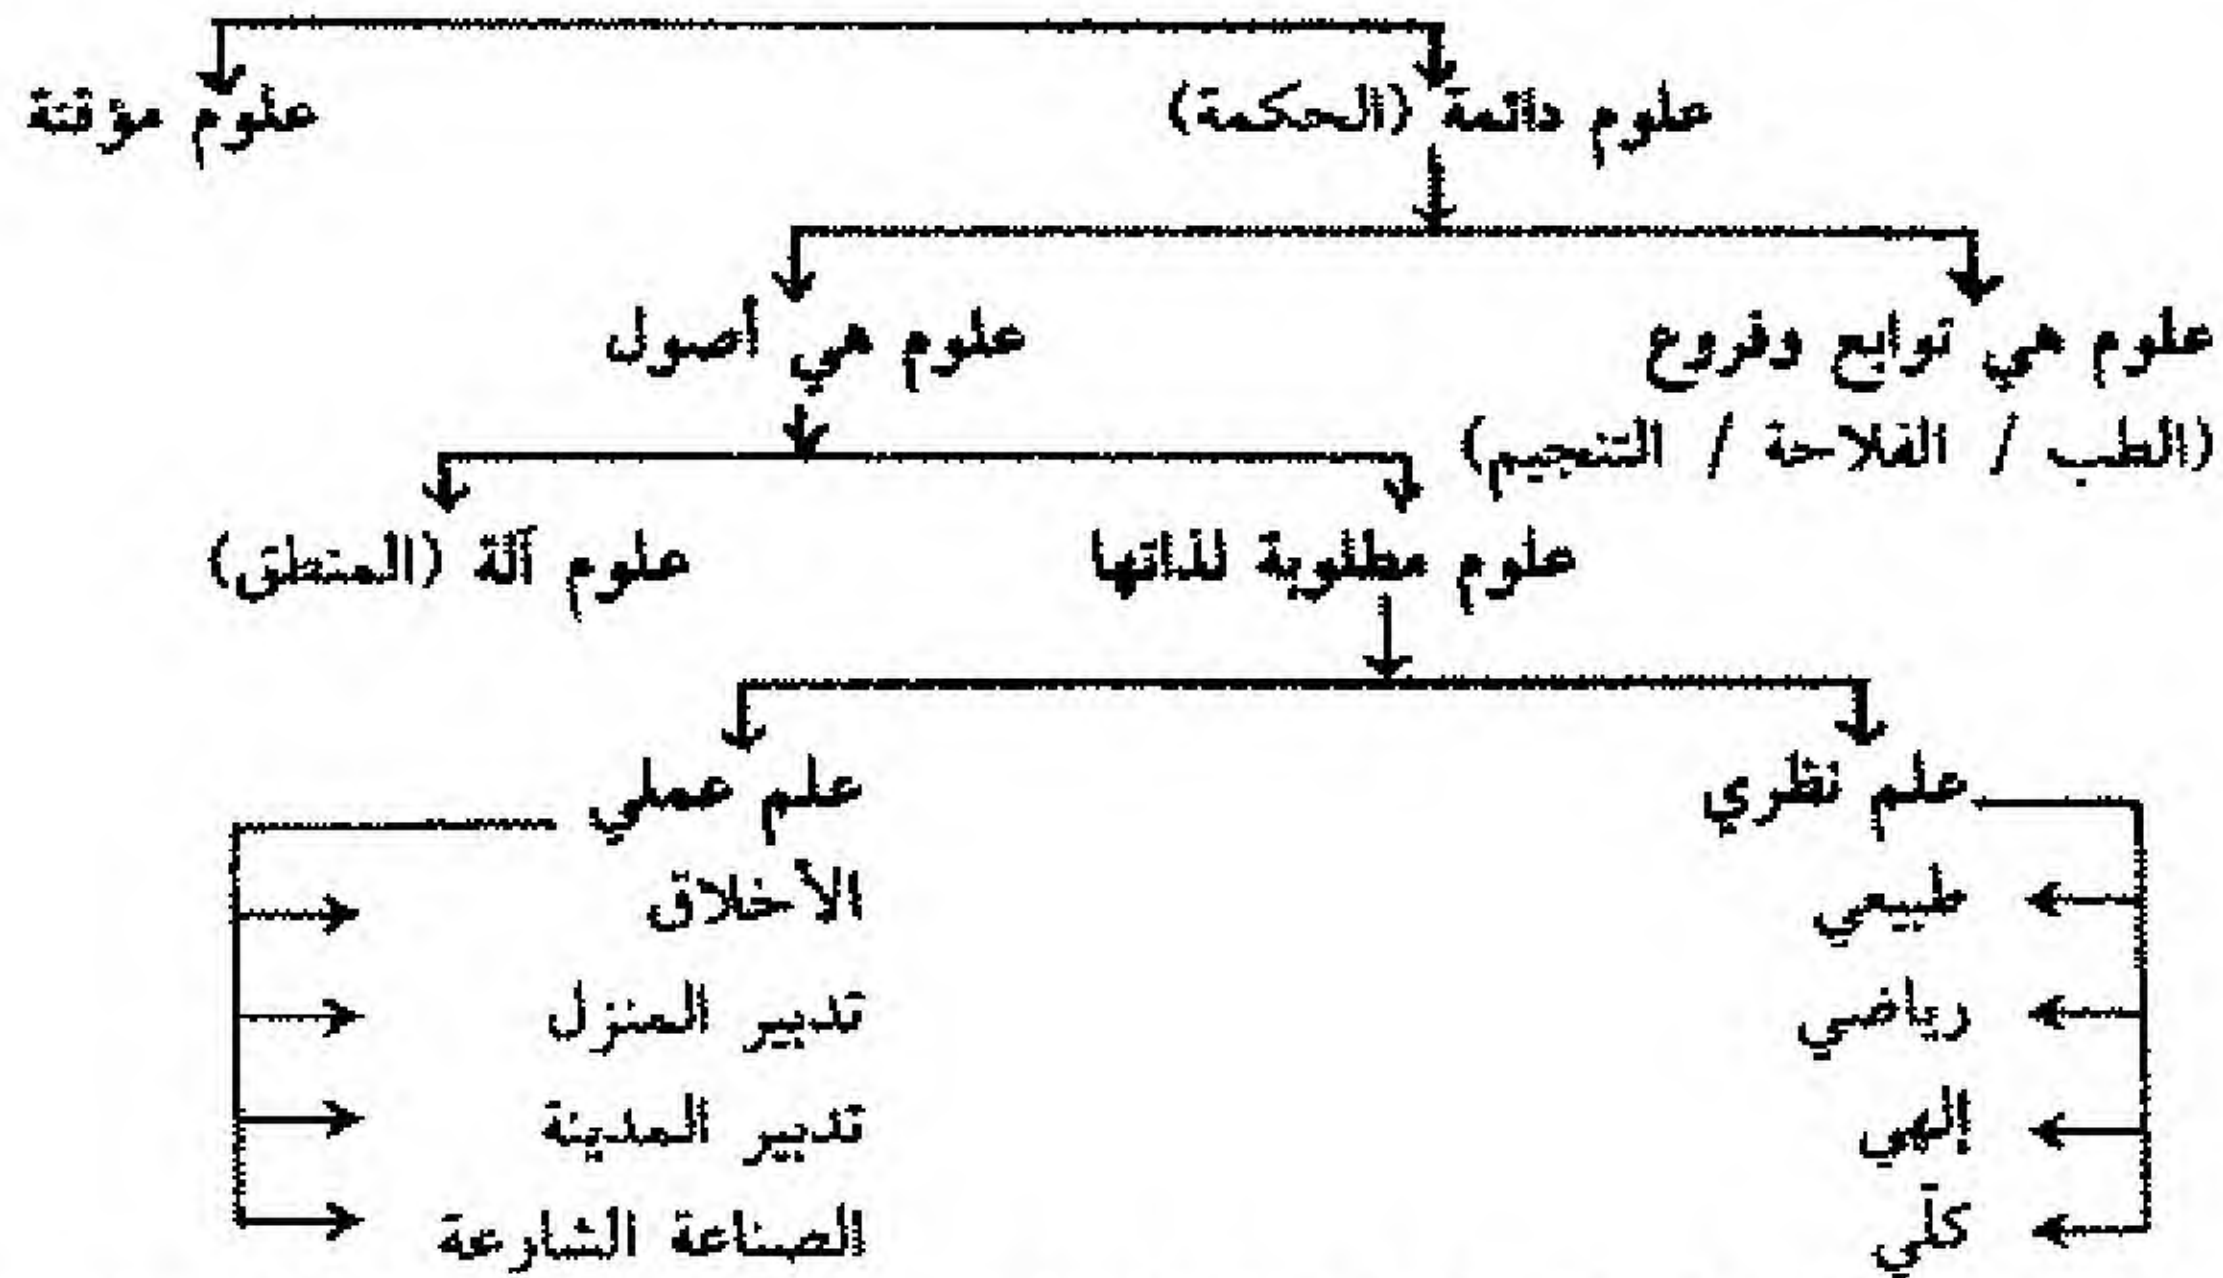 علوم دائمة (الحكمة)
علوم مؤقتة
علوم هي توابع وفروع
(الطب / الفلاحة / التنجيم)
علوم هي أصول
علوم مطلوبة لذاتها
علوم آلة (المنطق)
علم نظري
طبيعي
رياضي
إلهي
كلّي
علم عملي
الأخلاق
تدبير المنزل
تدبير المدينة
الصناعة الشارعة